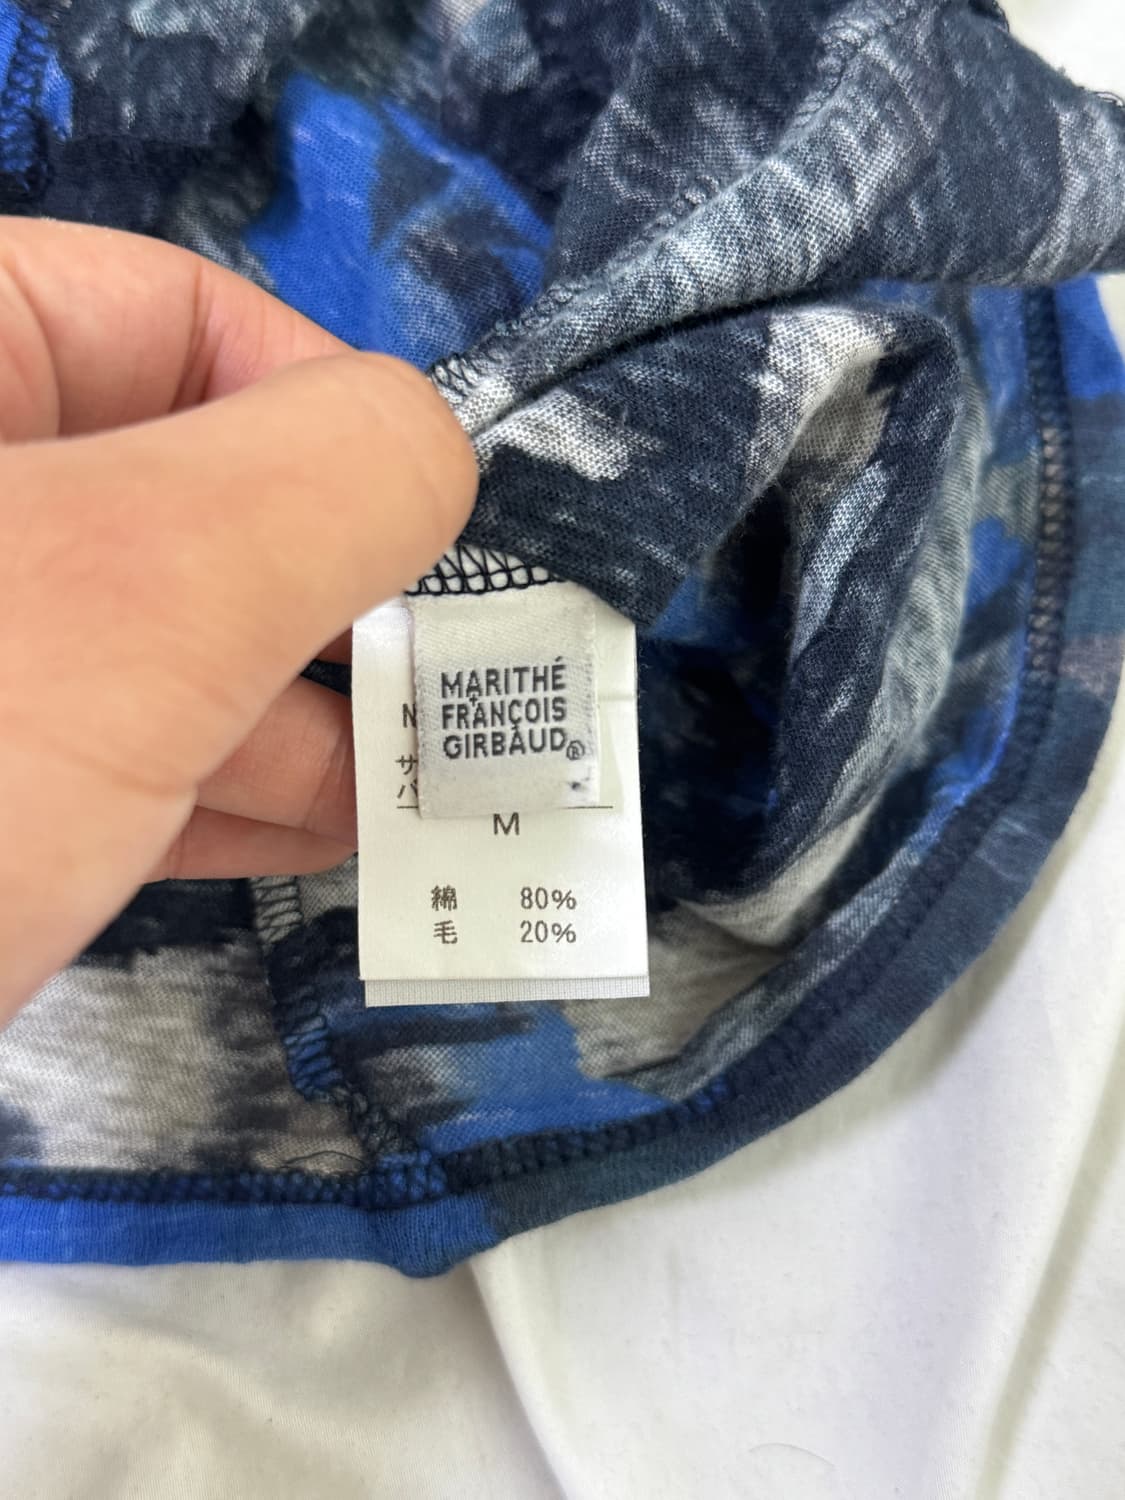 MARITHÉ
+
FRANÇOIS
GIRBAUD®
M
綿 80%
毛 20%